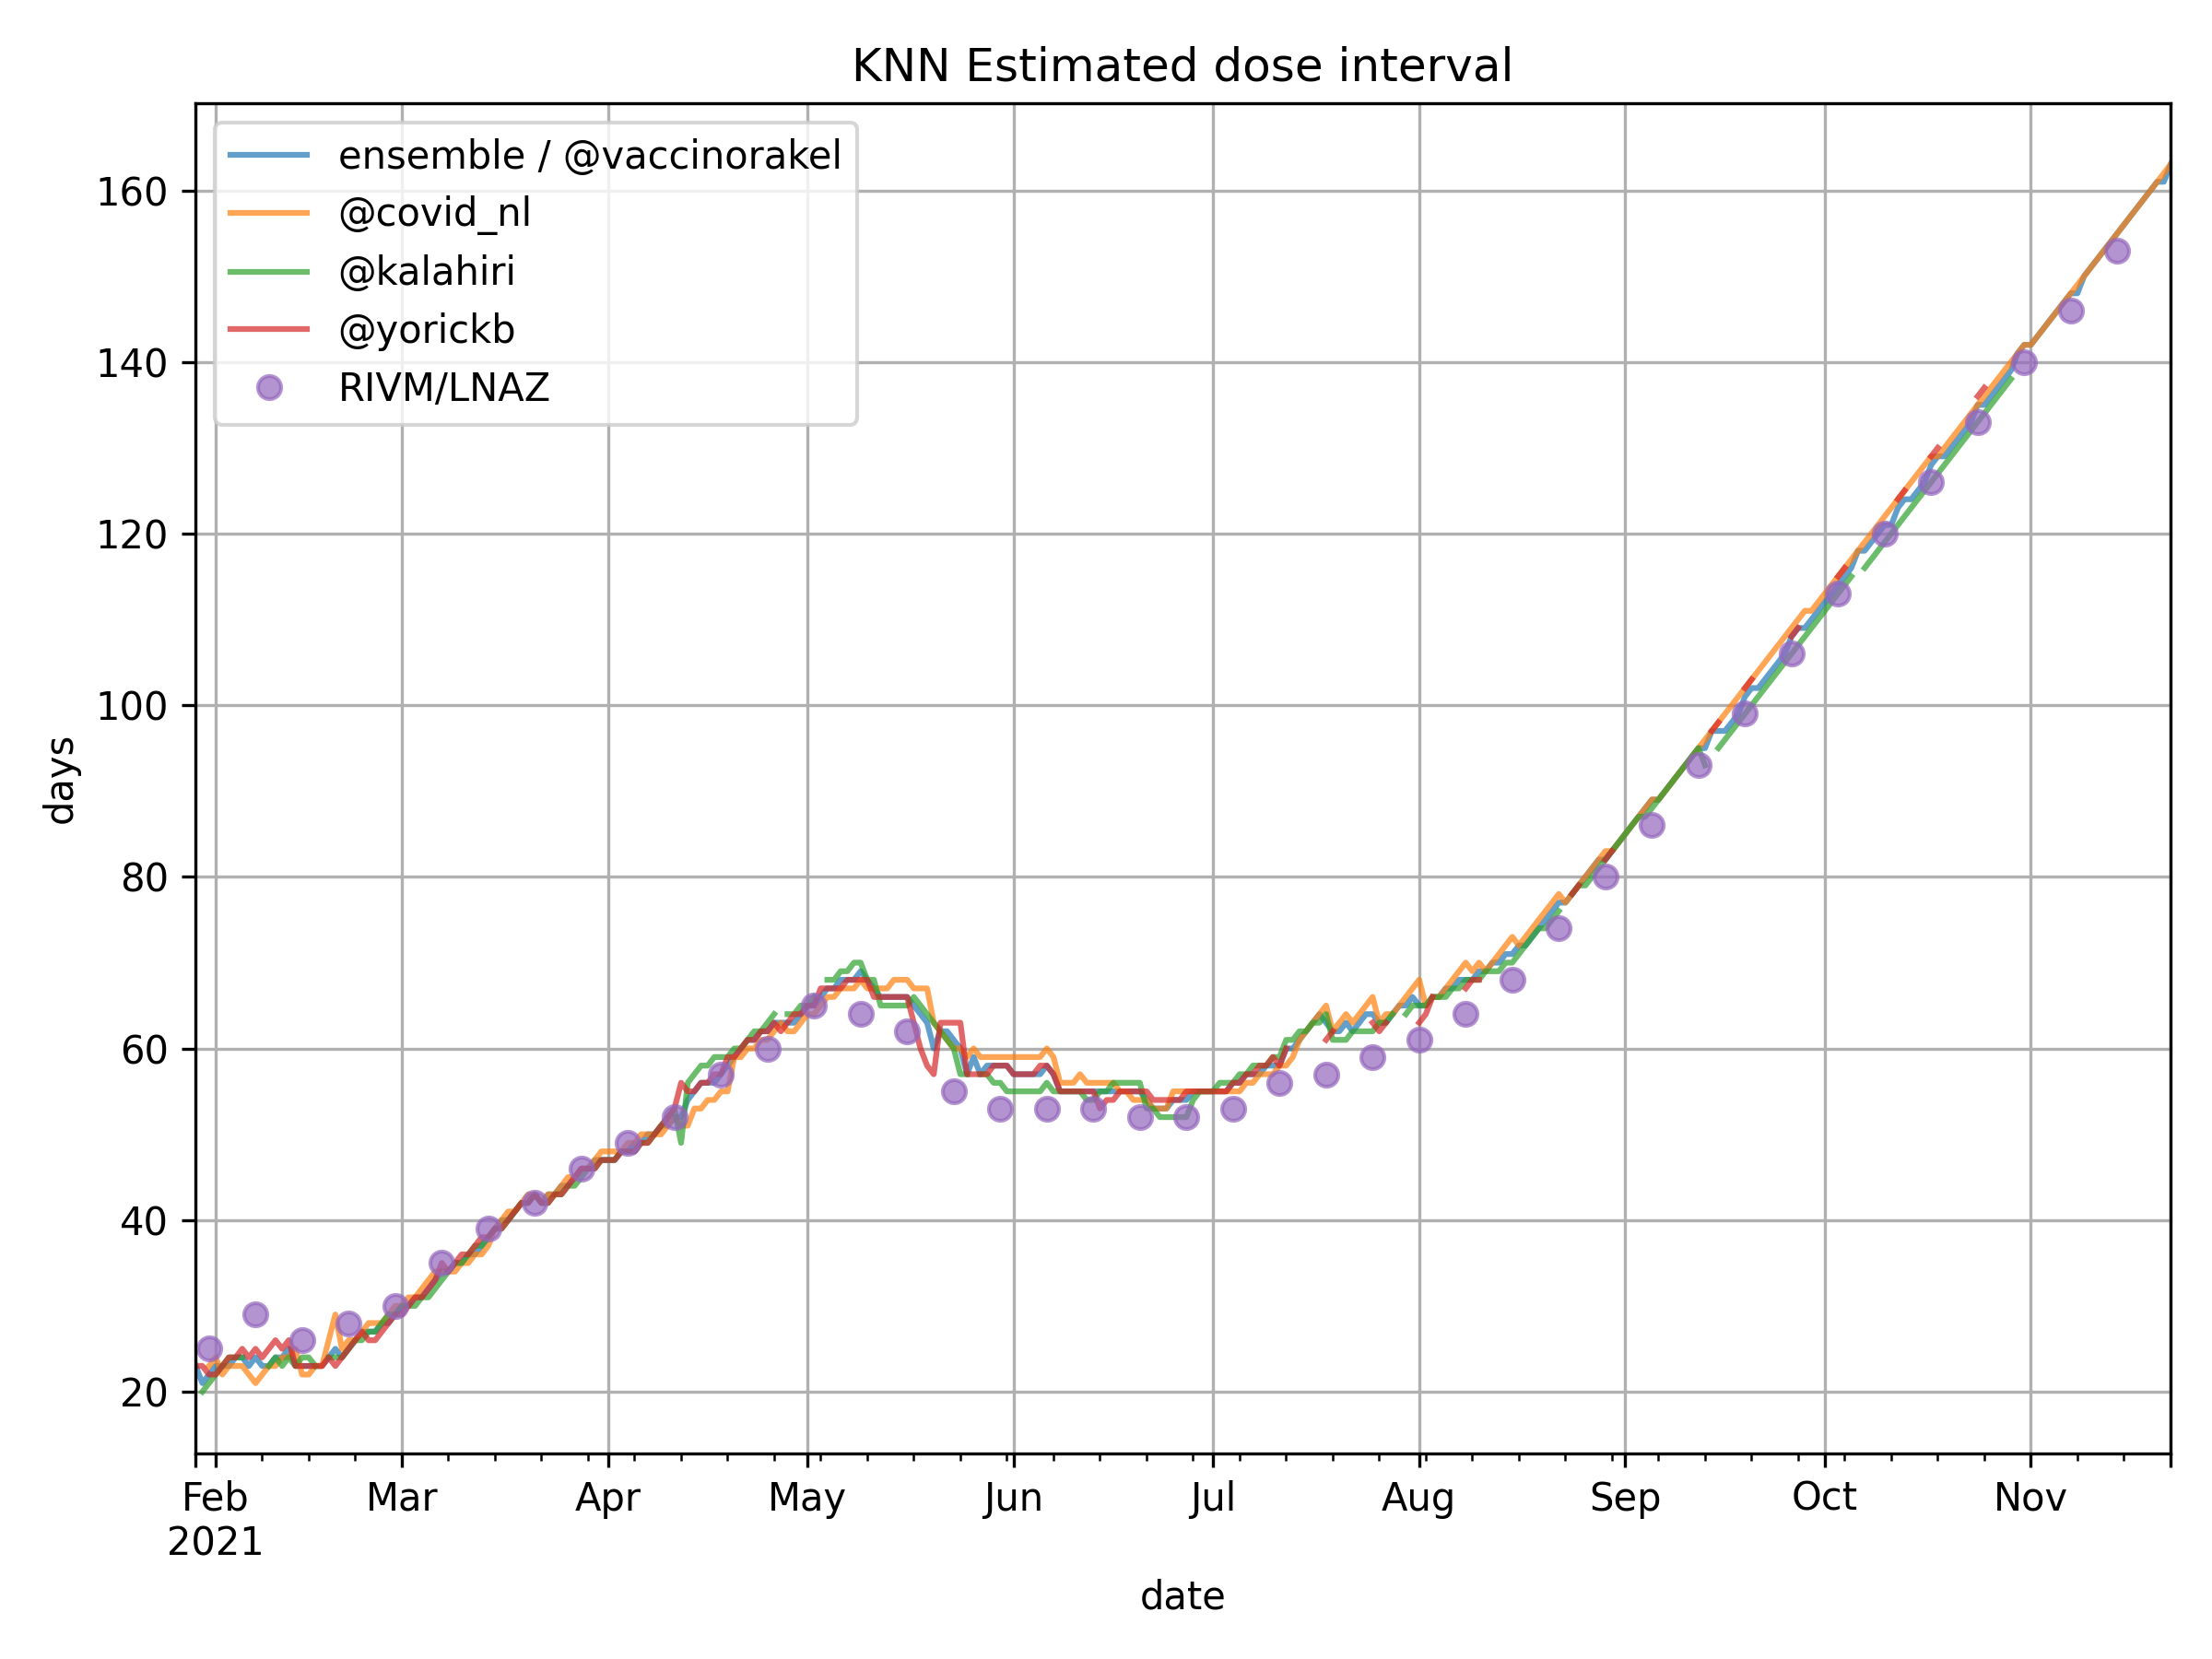 KNN Estimated dose interval
ensemble / @vaccinorakel
@covid_nl
@kalahiri
@yorickb
RIVM/LNAZ
160
140
120
100
80
60
40
20
days
Feb Mar Apr May Jun Jul Aug Sep Oct Nov
2021
date